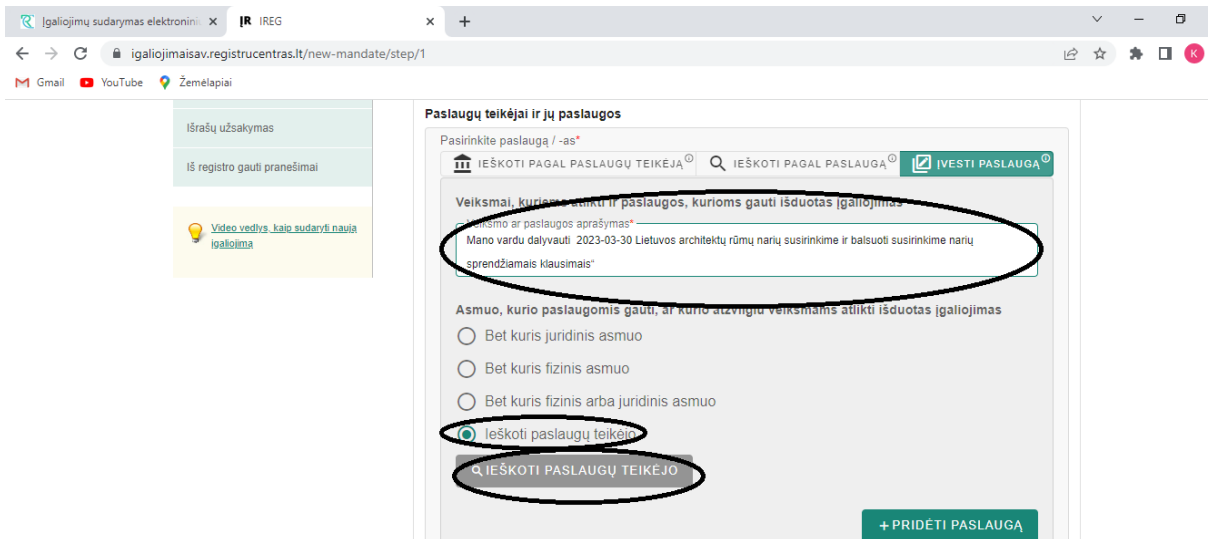 Įgaliojimų sudarymas elektronini
IREG
igaliojimaisav.registrucentras.lt/new-mandate/step/1
K
Gmail
YouTube
Žemėlapiai
Išrašų užsakymas
Iš registro gauti pranešimai
Video vedlys, kaip sudaryti naują
įgaliojimą
Paslaugų teikėjai ir jų paslaugos
Pasirinkite paslaugą / -as*
IEŠKOTI PAGAL PASLAUGŲ TEIKĖJĄ
IEŠKOTI PAGAL PASLAUGĄ
ĮVESTI PASLAUGĄ
Veiksmai, kuriems atlikti ir paslaugos, kurioms gauti išduotas įgaliojimas
Veiksmo ar paslaugos aprašymas*
Mano vardu dalyvauti 2023-03-30 Lietuvos architektų rūmų narių susirinkime ir balsuoti susirinkime narių
sprendžiamais klausimais“
Asmuo, kurio paslaugomis gauti, ar kurio atžvilgiu veiksmams atlikti išduotas įgaliojimas
Bet kuris juridinis asmuo
Bet kuris fizinis asmuo
Bet kuris fizinis arba juridinis asmuo
Ieškoti paslaugų teikėjo
IEŠKOTI PASLAUGŲ TEIKĖJO
+ PRIDĖTI PASLAUGĄ